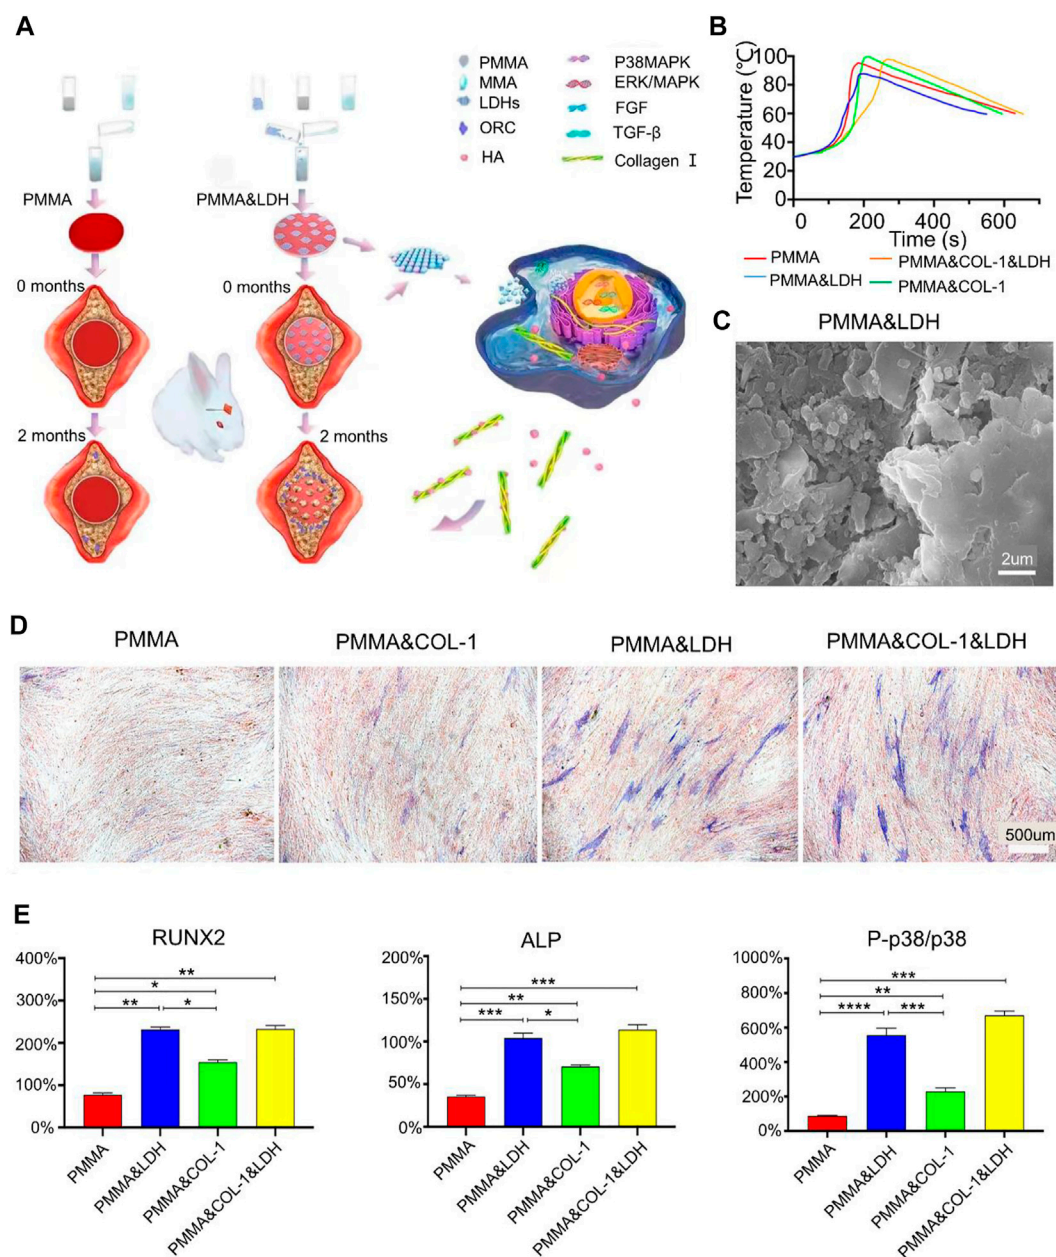 A
PMMA
MMA
LDHs
ORC
HA
P38MAPK
ERK/MAPK
FGF
TGF-β
Collagen I
PMMA
PMMA&LDH
0 months
0 months
2 months
2 months
B
Temperature (℃)
100
80
60
40
20
0
0
200
400
600
Time (s)
PMMA
PMMA&COL-1&LDH
PMMA&LDH
PMMA&COL-1
C
PMMA&LDH
2um
D
PMMA
PMMA&COL-1
PMMA&LDH
PMMA&COL-1&LDH
500um
E
RUNX2
400%
300%
200%
100%
0%
**
*
**
*
PMMA
PMMA&LDH
PMMA&COL-1
PMMA&COL-1&LDH
ALP
200%
150%
100%
50%
0%
***
**
***
*
PMMA
PMMA&LDH
PMMA&COL-1
PMMA&COL-1&LDH
P-p38/p38
1000%
800%
600%
400%
200%
0%
***
**
****
***
PMMA
PMMA&LDH
PMMA&COL-1
PMMA&COL-1&LDH